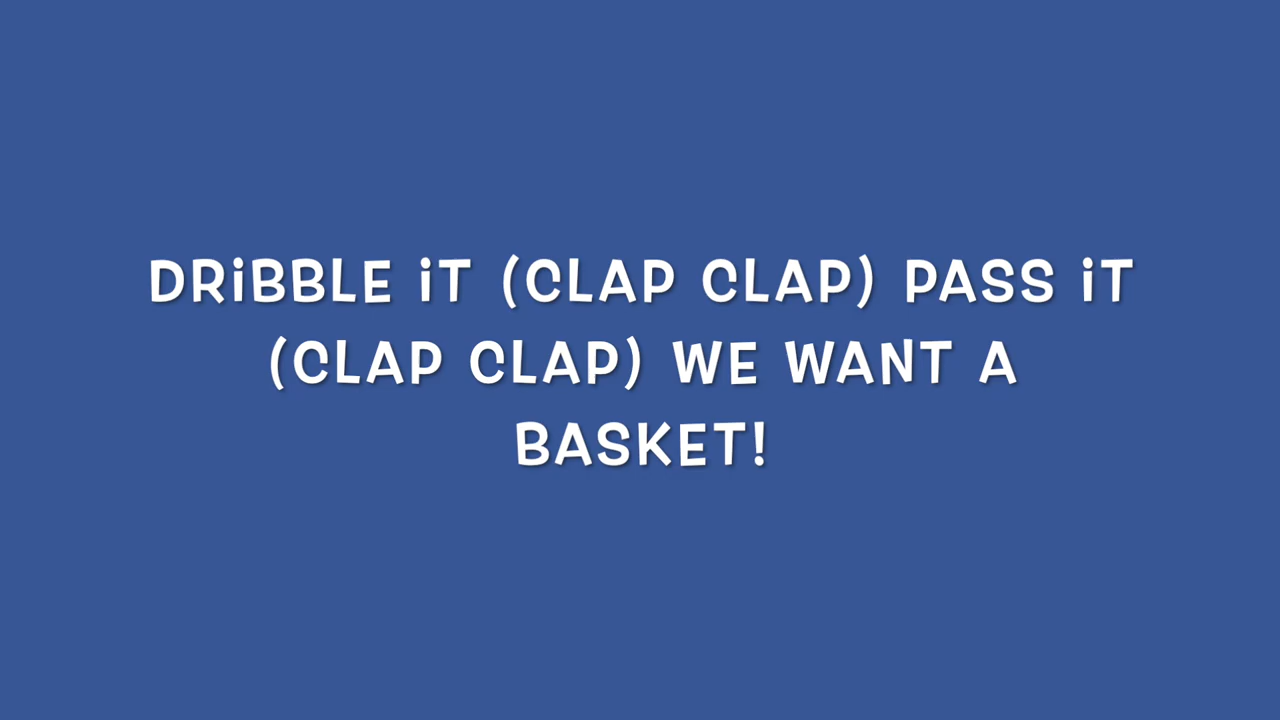 DRiBBLE iT (CLAP CLAP) PASS iT
(CLAP CLAP) WE WANT A
BASKET!